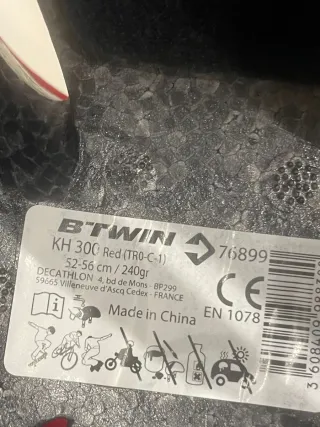 BTWIN 76899
KH 300 Red (TR0-C-1)
52-56 cm / 240gr
DECATHLON 4, bd de Mons - BP299
59665 Villeneuve d'Ascq Cedex - FRANCE
CE
i Made in China EN 1078